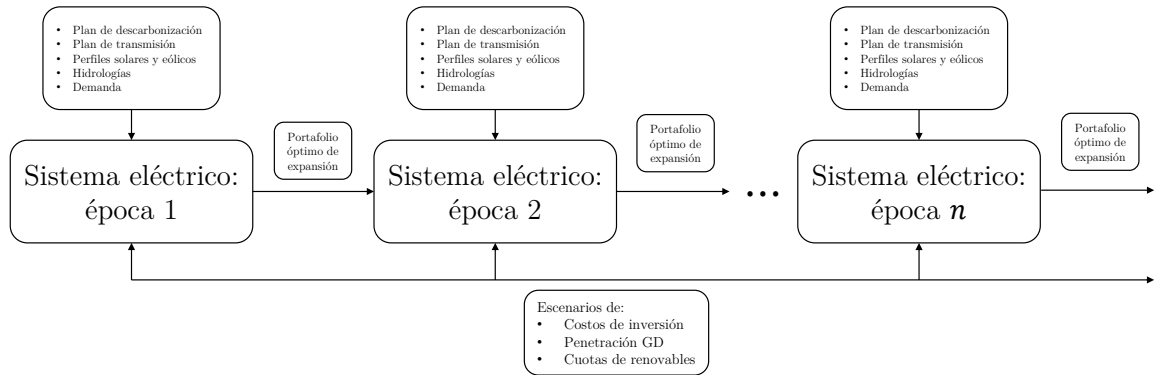 • Plan de descarbonización
• Plan de transmisión
• Perfiles solares y eólicos
• Hidrologías
• Demanda
Sistema eléctrico:
época 1
Portafolio
óptimo de
expansión
• Plan de descarbonización
• Plan de transmisión
• Perfiles solares y eólicos
• Hidrologías
• Demanda
Sistema eléctrico:
época 2
Portafolio
óptimo de
expansión
...
• Plan de descarbonización
• Plan de transmisión
• Perfiles solares y eólicos
• Hidrologías
• Demanda
Sistema eléctrico:
época n
Portafolio
óptimo de
expansión
Escenarios de:
• Costos de inversión
• Penetración GD
• Cuotas de renovables